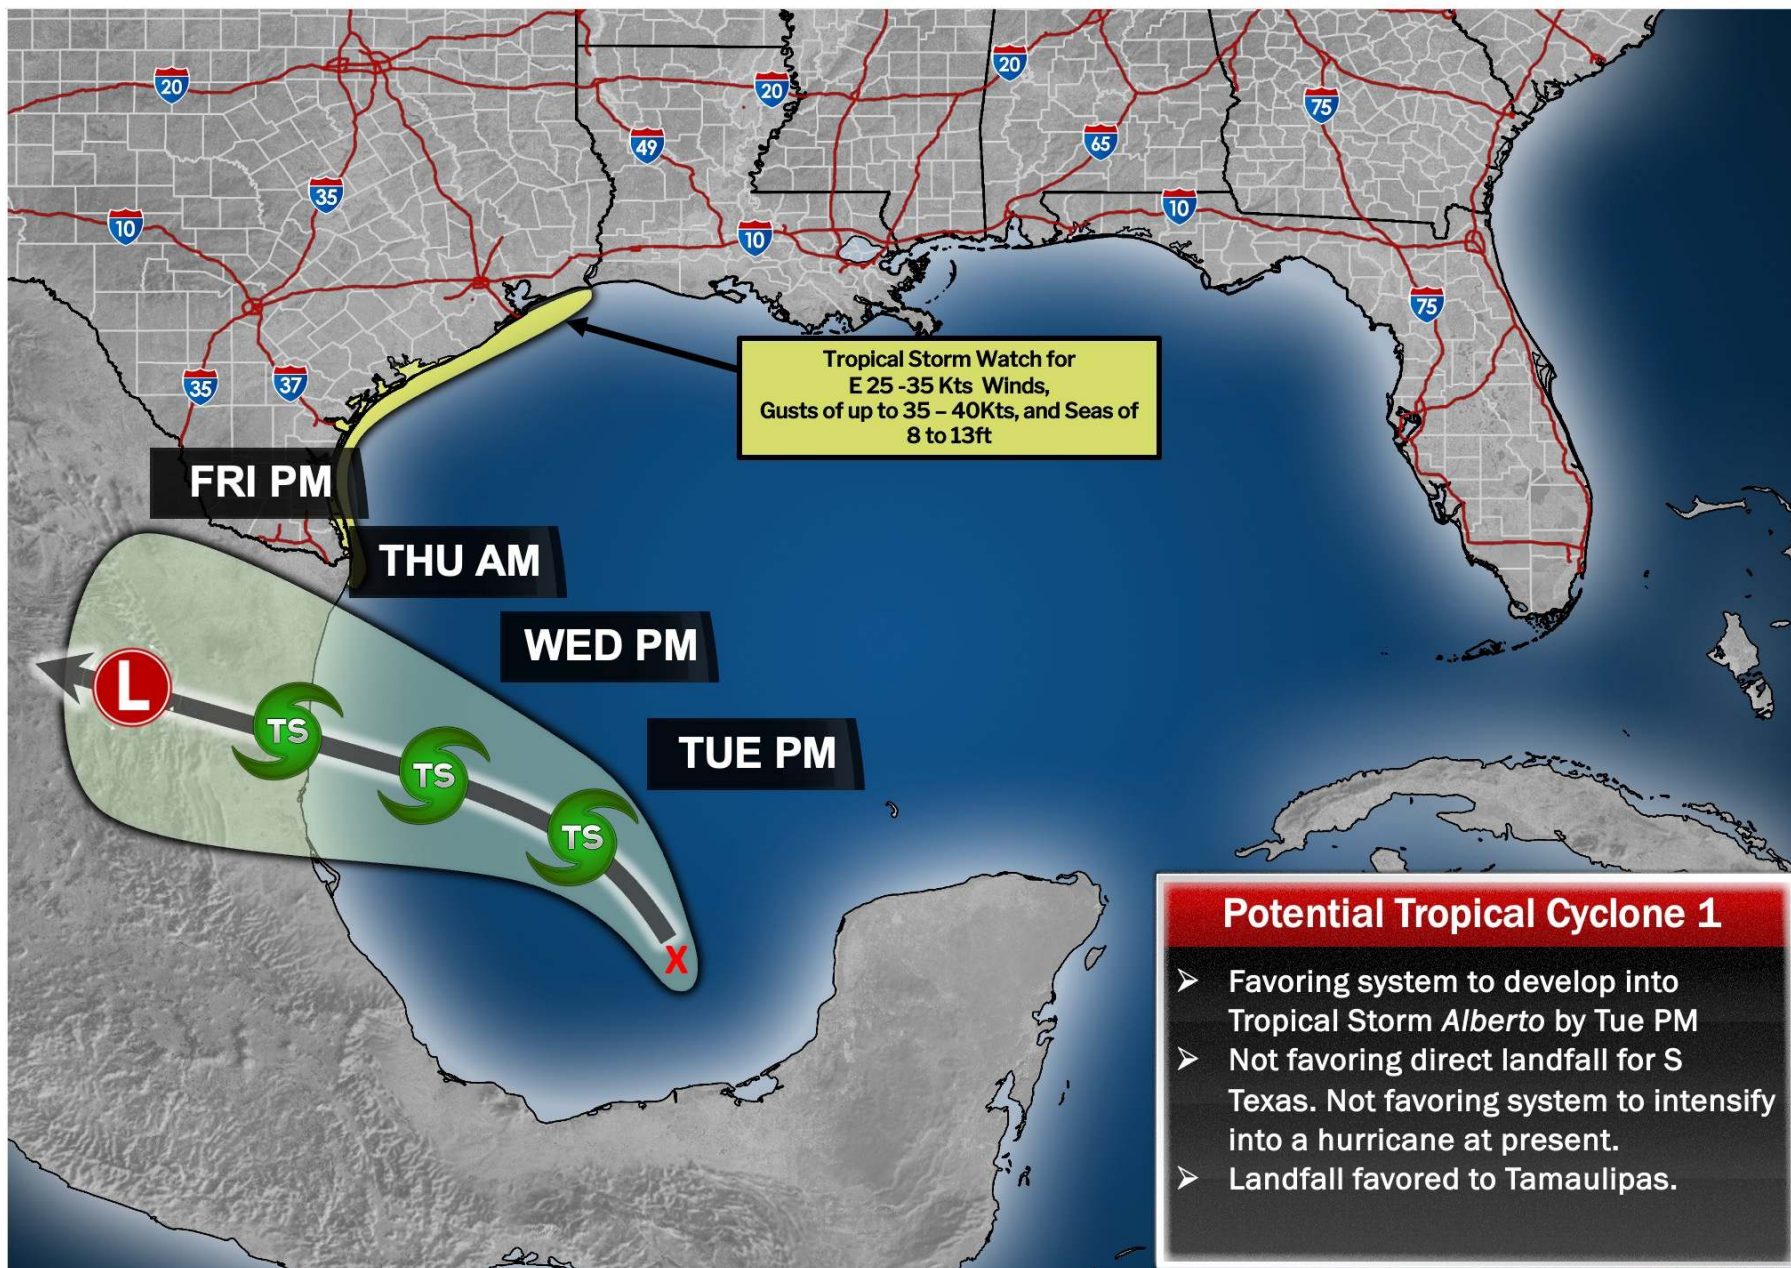 20
20
20
75
49
65
35
10
10
10
75
35
37
Tropical Storm Watch for
E 25 -35 Kts Winds,
Gusts of up to 35 – 40Kts, and Seas of
8 to 13ft
FRI PM
THU AM
WED PM
TUE PM
L
TS
TS
TS
X
Potential Tropical Cyclone 1
➢ Favoring system to develop into
Tropical Storm Alberto by Tue PM
➢ Not favoring direct landfall for S
Texas. Not favoring system to intensify
into a hurricane at present.
➢ Landfall favored to Tamaulipas.